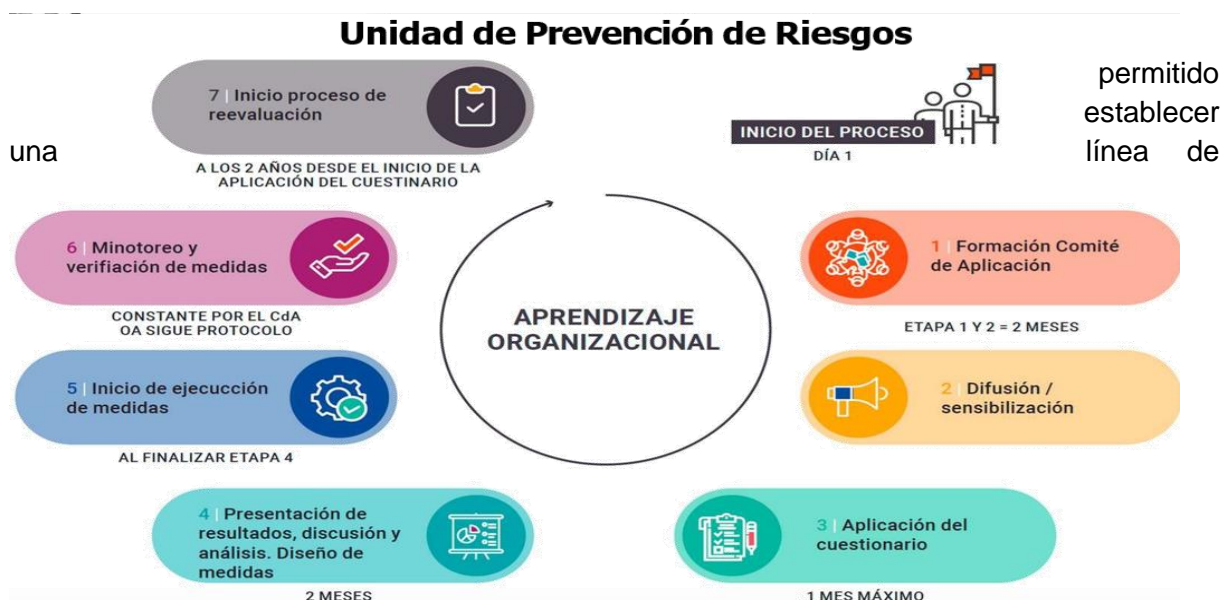 Unidad de Prevención de Riesgos
permitido
establecer
una línea de
INICIO DEL PROCESO
DÍA 1
1 | Formación Comité
de Aplicación
ETAPA 1 Y 2 = 2 MESES
2 | Difusión /
sensibilización
3 | Aplicación del
cuestionario
1 MES MÁXIMO
4 | Presentación de
resultados, discusión y
análisis. Diseño de
medidas
2 MESES
5 | Inicio de ejecucción
de medidas
AL FINALIZAR ETAPA 4
6 | Minotoreo y
verifiación de medidas
CONSTANTE POR EL CdA
OA SIGUE PROTOCOLO
7 | Inicio proceso de
reevaluación
A LOS 2 AÑOS DESDE EL INICIO DE LA
APLICACIÓN DEL CUESTINARIO
APRENDIZAJE
ORGANIZACIONAL